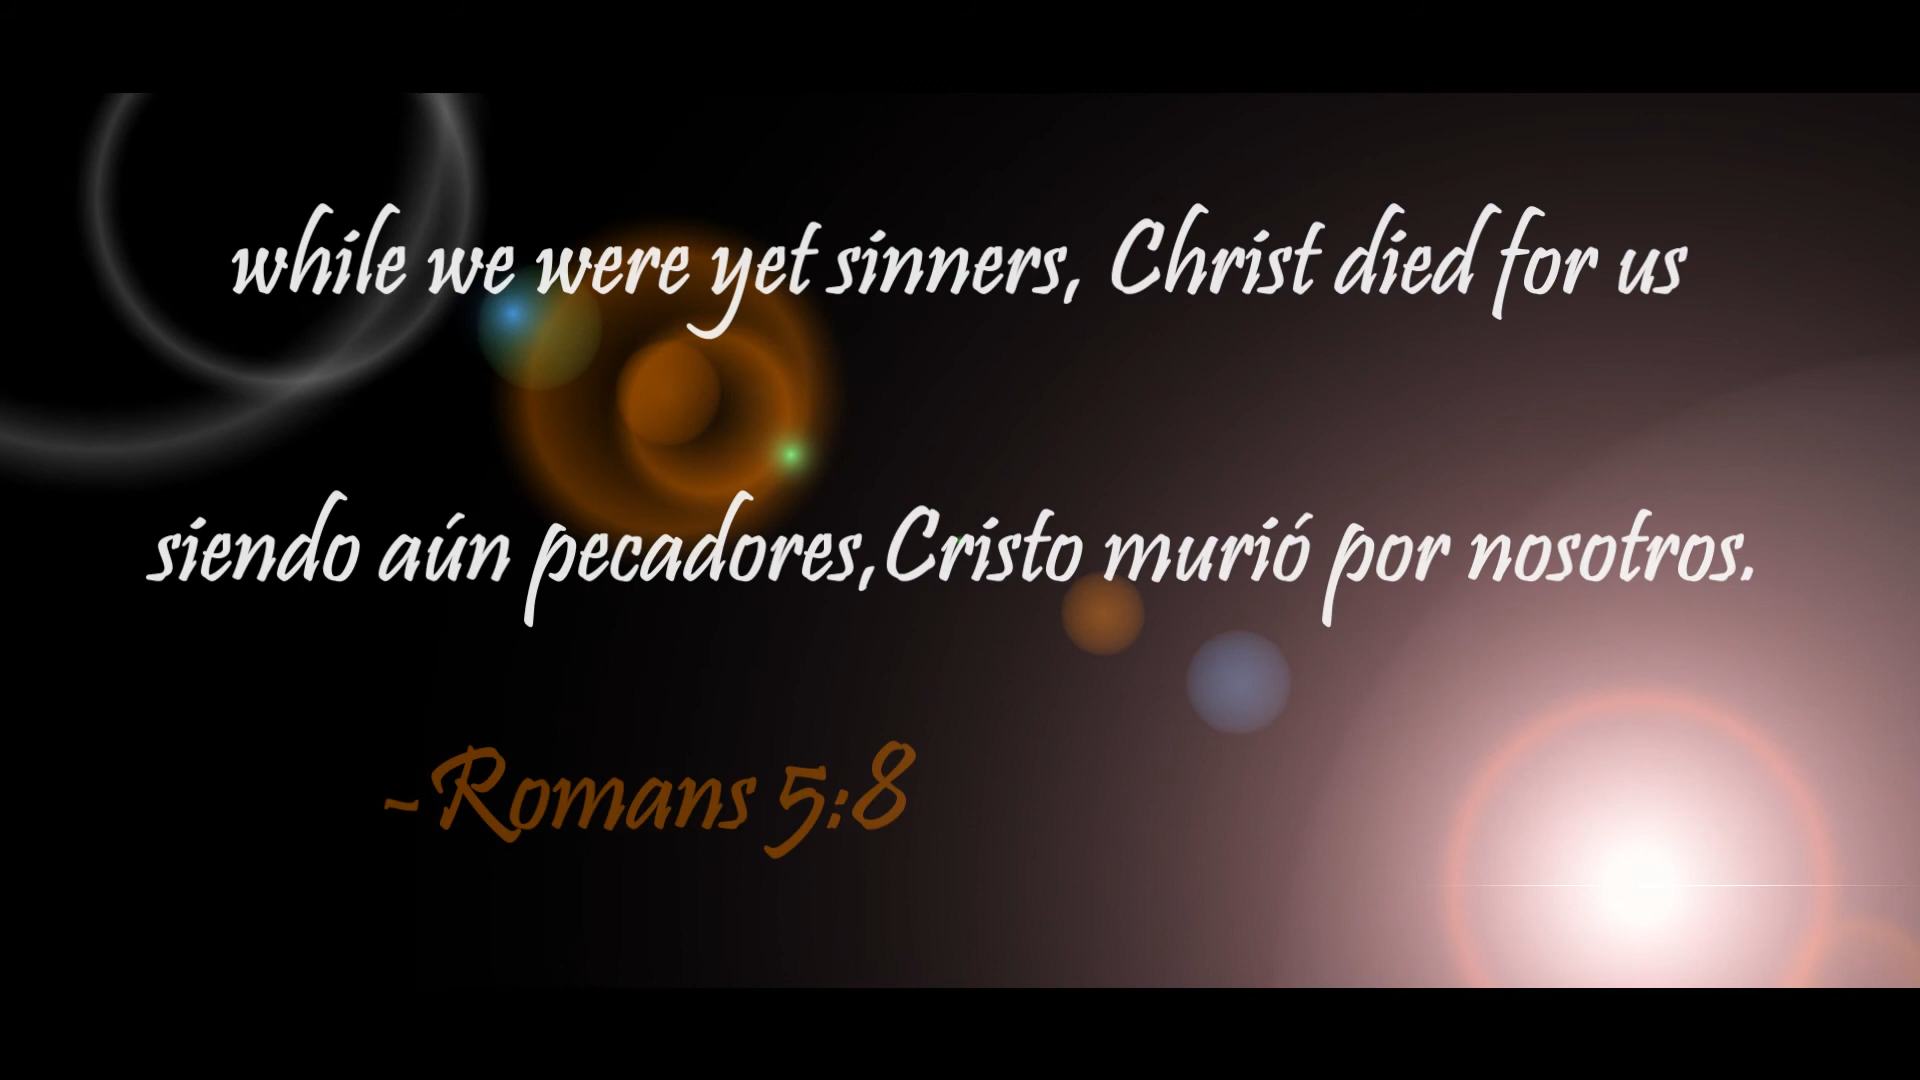 while we were yet sinners, Christ died for us
siendo aún pecadores,Cristo murió por nosotros.
~Romans 5:8